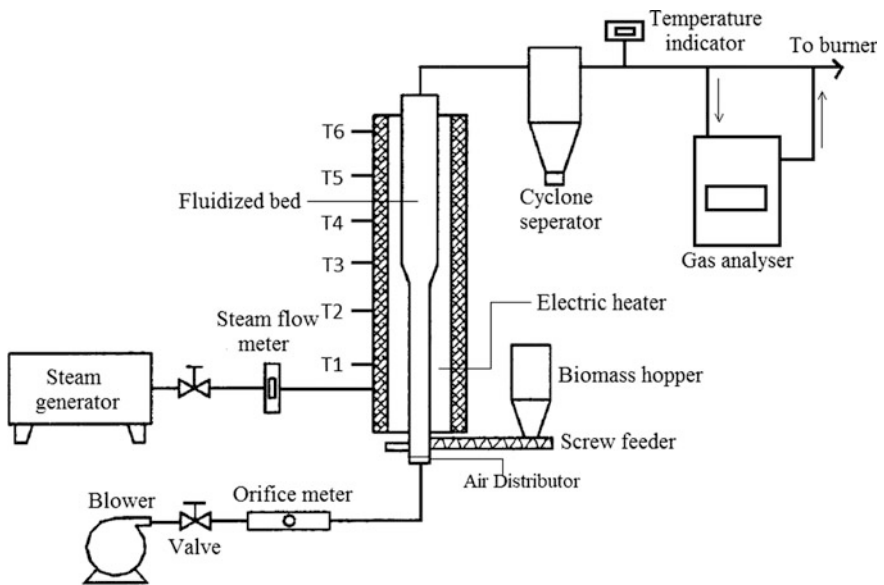 Temperature
indicator
To burner
T6
T5
Fluidized bed
T4
T3
T2
T1
Cyclone
seperator
Gas analyser
Electric heater
Steam flow
meter
Steam
generator
Biomass hopper
Screw feeder
Air Distributor
Blower
Orifice meter
Valve